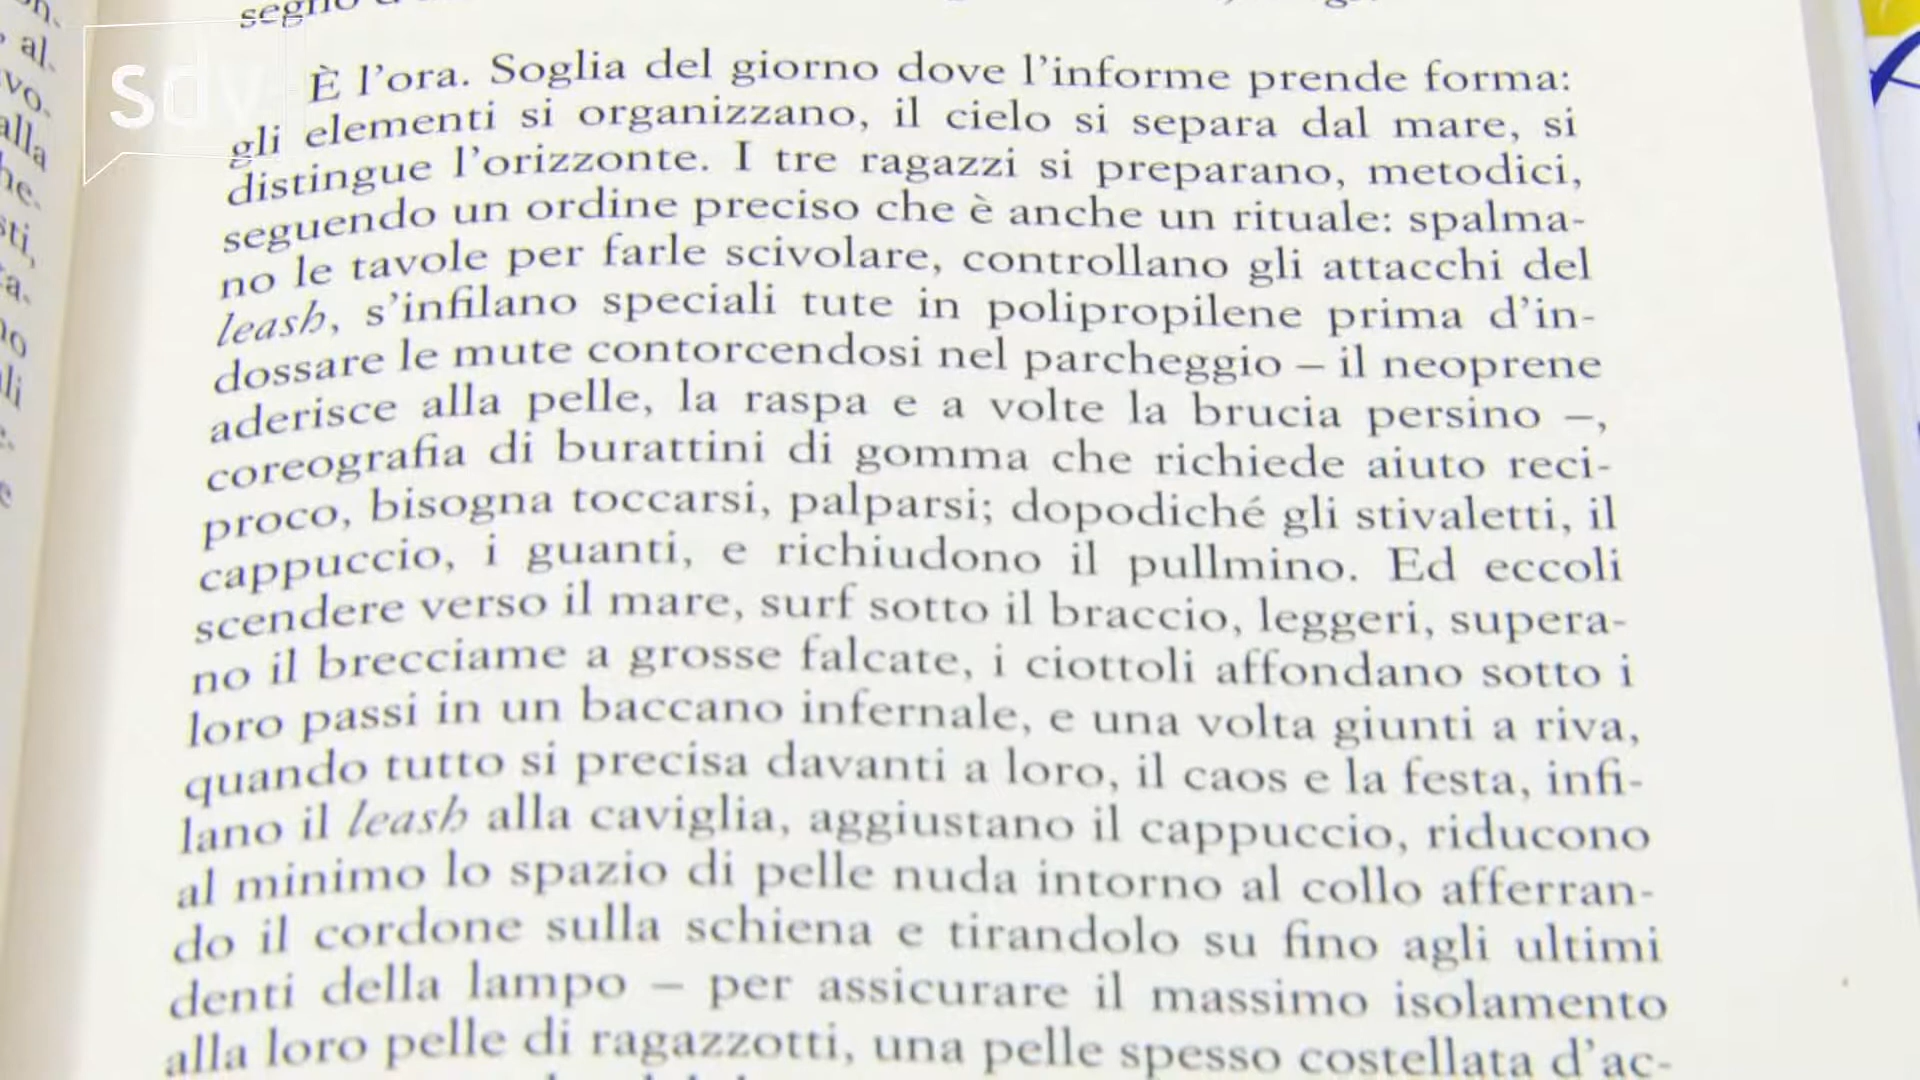 sdv
È l'ora. Soglia del giorno dove l'informe prende forma:
gli elementi si organizzano, il cielo si separa dal mare, si
distingue l'orizzonte. I tre ragazzi si preparano, metodici,
seguendo un ordine preciso che è anche un rituale: spalma-
no le tavole per farle scivolare, controllano gli attacchi del
leash, s'infilano speciali tute in polipropilene prima d'in-
dossare le mute contorcendosi nel parcheggio – il neoprene
aderisce alla pelle, la raspa e a volte la brucia persino –,
coreografia di burattini di gomma che richiede aiuto reci-
proco, bisogna toccarsi, palparsi; dopodiché gli stivaletti, il
cappuccio, i guanti, e richiudono il pullmino. Ed eccoli
scendere verso il mare, surf sotto il braccio, leggeri, supera-
no il brecciame a grosse falcate, i ciottoli affondano sotto i
loro passi in un baccano infernale, e una volta giunti a riva,
quando tutto si precisa davanti a loro, il caos e la festa, infi-
lano il leash alla caviglia, aggiustano il cappuccio, riducono
al minimo lo spazio di pelle nuda intorno al collo afferran-
do il cordone sulla schiena e tirandolo su fino agli ultimi
denti della lampo – per assicurare il massimo isolamento
alla loro pelle di ragazzotti, una pelle spesso costellata d'ac-